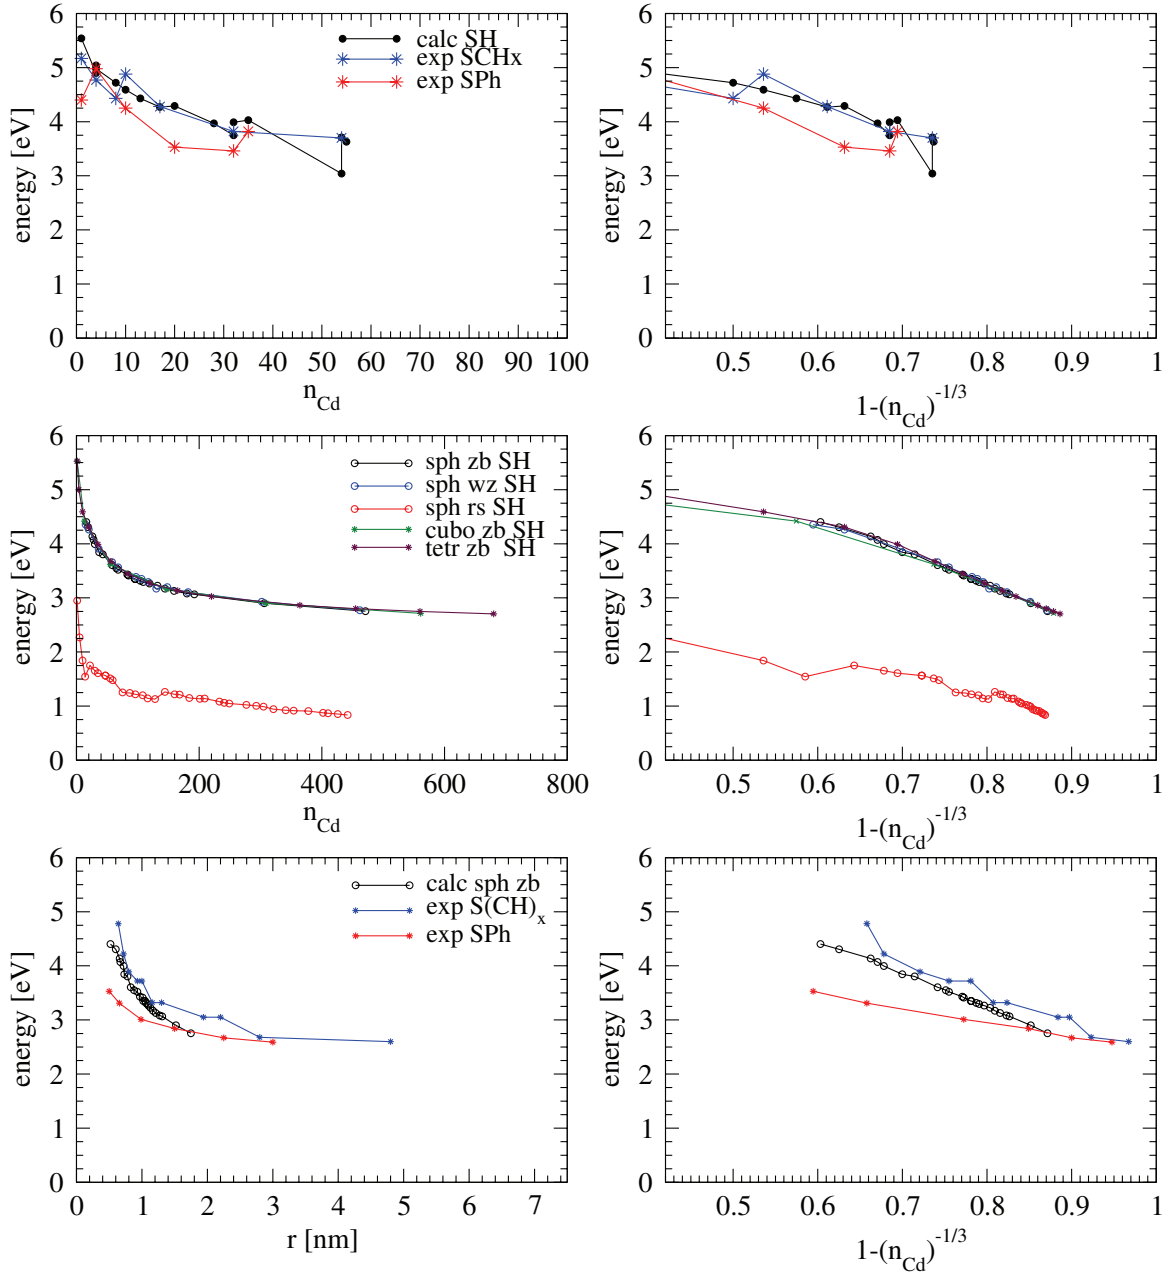 6
5
4
3
2
1
0
energy [eV]
calc SH
exp SCHx
exp SPh
0 10 20 30 40 50 60 70 80 90 100
n_Cd
6
5
4
3
2
1
0
energy [eV]
0.5 0.6 0.7 0.8 0.9 1
1-(n_Cd)^-1/3
6
5
4
3
2
1
0
energy [eV]
sph zb SH
sph wz SH
sph rs SH
cubo zb SH
tetr zb SH
0 200 400 600 800
n_Cd
6
5
4
3
2
1
0
energy [eV]
0.5 0.6 0.7 0.8 0.9 1
1-(n_Cd)^-1/3
6
5
4
3
2
1
0
energy [eV]
calc sph zb
exp S(CH)_x
exp SPh
0 1 2 3 4 5 6 7
r [nm]
6
5
4
3
2
1
0
energy [eV]
0.5 0.6 0.7 0.8 0.9 1
1-(n_Cd)^-1/3